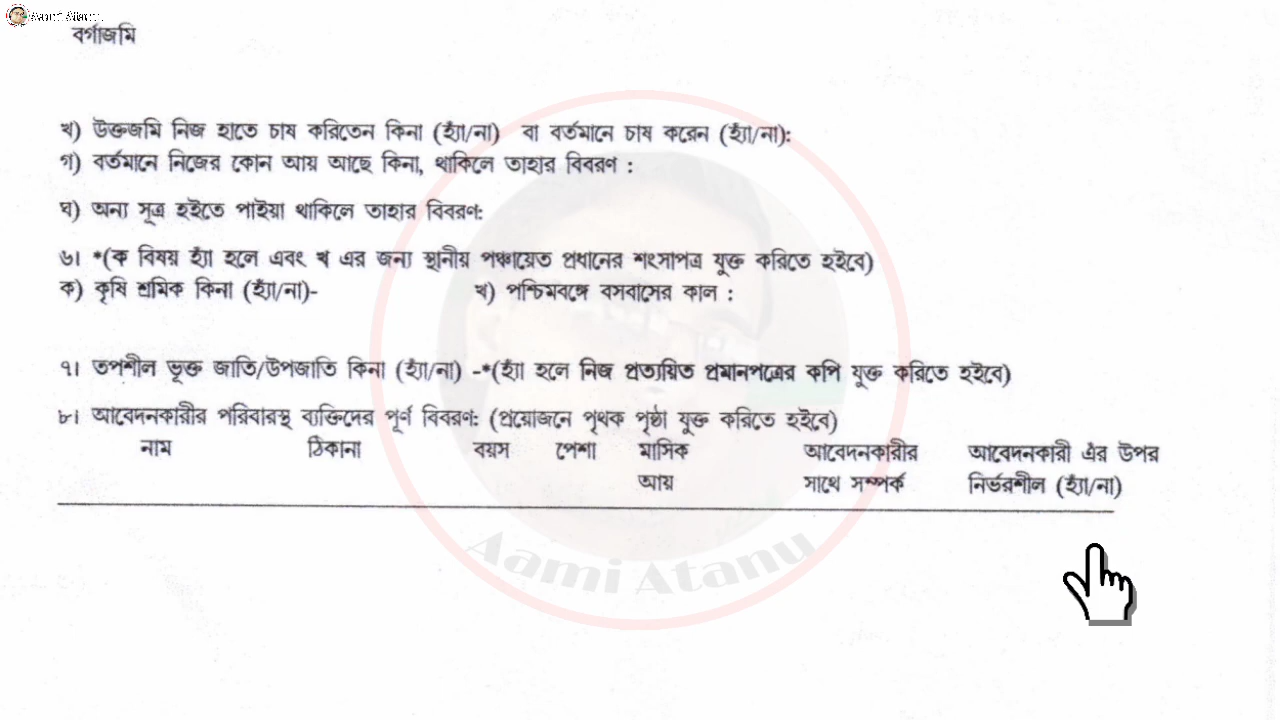 Aami Atanu
বর্গাজমি
খ) উক্তজমি নিজ হাতে চাষ করিতেন কিনা (হ্যাঁ/না) বা বর্তমানে চাষ করেন (হ্যাঁ/না):
গ) বর্তমানে নিজের কোন আয় আছে কিনা, থাকিলে তাহার বিবরণ :
ঘ) অন্য সূত্র হইতে পাইয়া থাকিলে তাহার বিবরণ:
৬। *(ক বিষয় হ্যাঁ হলে এবং খ এর জন্য স্থানীয় পঞ্চায়েত প্রধানের শংসাপত্র যুক্ত করিতে হইবে)
ক) কৃষি শ্রমিক কিনা (হ্যাঁ/না)- খ) পশ্চিমবঙ্গে বসবাসের কাল :
৭। তপশীল ভূক্ত জাতি/উপজাতি কিনা (হ্যাঁ/না) -*(হ্যাঁ হলে নিজ প্রত্যয়িত প্রমানপত্রের কপি যুক্ত করিতে হইবে)
৮। আবেদনকারীর পরিবারস্থ ব্যক্তিদের পূর্ণ বিবরণ: (প্রয়োজনে পৃথক পৃষ্ঠা যুক্ত করিতে হইবে)
নাম ঠিকানা বয়স পেশা মাসিক আবেদনকারীর আবেদনকারী এঁর উপর
আয় সাথে সম্পর্ক নির্ভরশীল (হ্যাঁ/না)
Aami Atanu